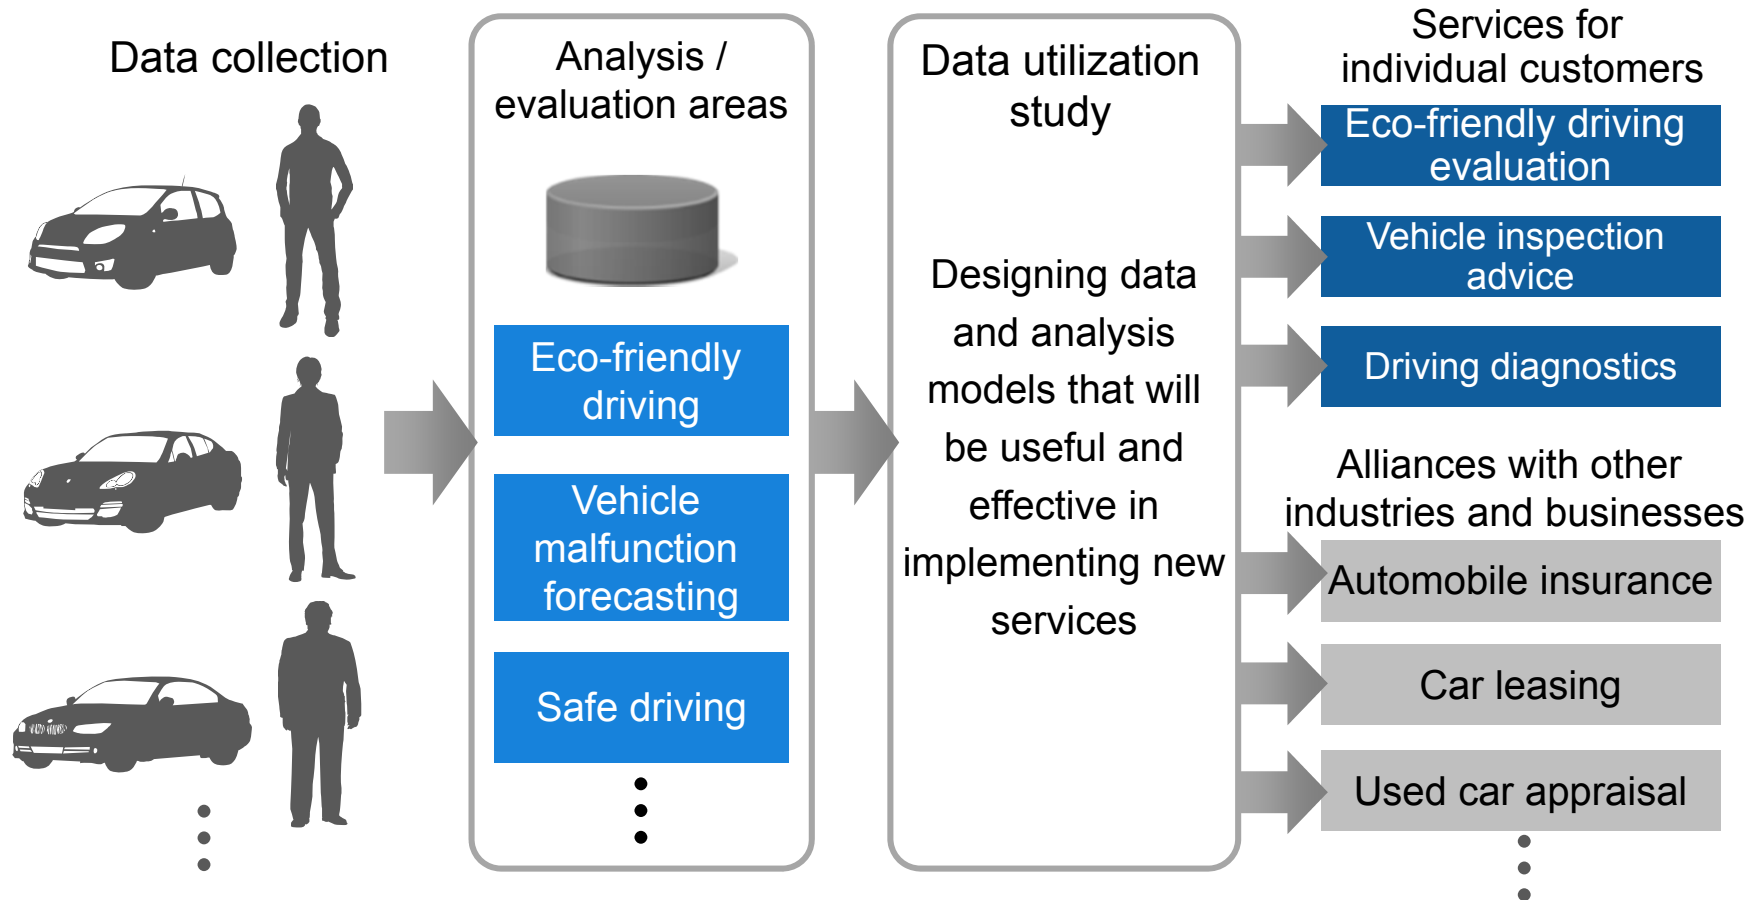 Data collection
Analysis /
evaluation areas
Eco-friendly
driving
Vehicle
malfunction
forecasting
Safe driving
Data utilization
study
Designing data
and analysis
models that will
be useful and
effective in
implementing new
services
Services for
individual customers
Eco-friendly driving
evaluation
Vehicle inspection
advice
Driving diagnostics
Alliances with other
industries and businesses
Automobile insurance
Car leasing
Used car appraisal